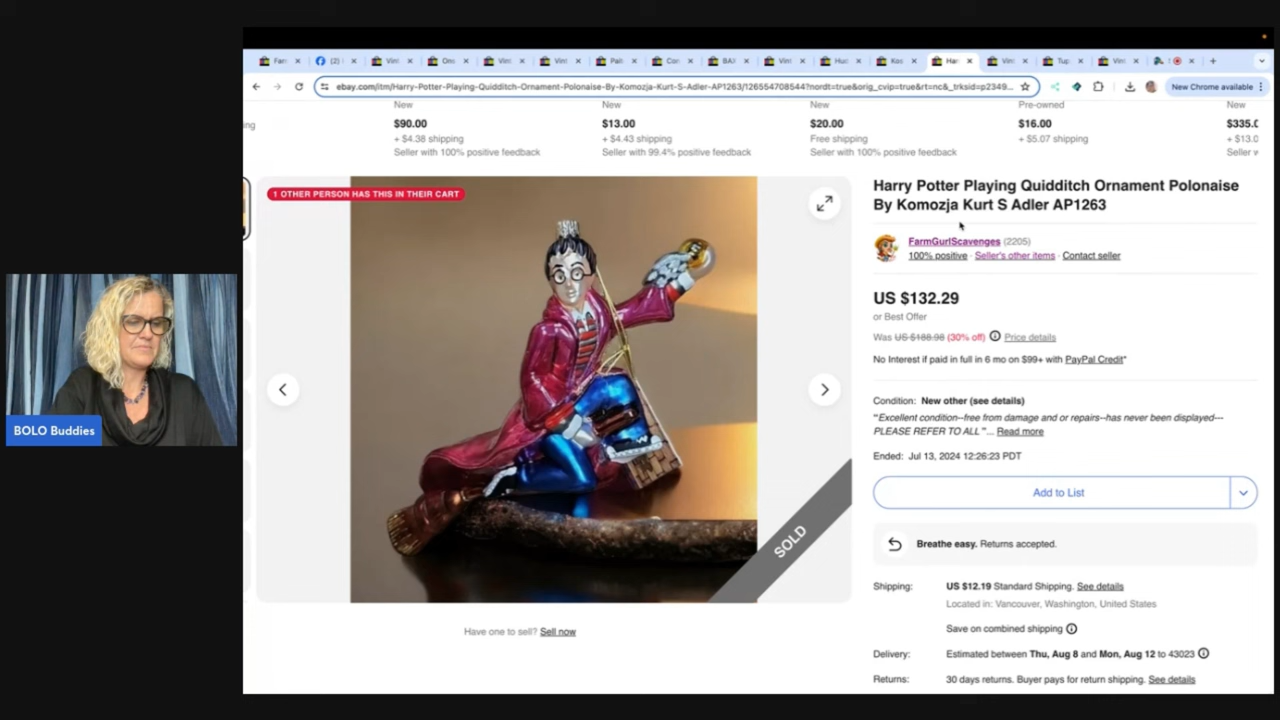 (2)
New Chrome available
ebay.com/itm/Harry-Potter-Playing-Quidditch-Ornament-Polonaise-By-Komozja-Kurt-S-Adler-AP1263/126554708544?nordt=true&orig_cvip=true&rt=nc&_trksid=p2349...
New
New
New
Pre-owned
New
ing
$90.00
$13.00
$20.00
$16.00
$335.0
+ $4.38 shipping
+ $4.43 shipping
Free shipping
+ $5.07 shipping
+ $13.0
Seller with 100% positive feedback
Seller with 99.4% positive feedback
Seller with 100% positive feedback
Seller w
1 OTHER PERSON HAS THIS IN THEIR CART
SOLD
Have one to sell? Sell now
Harry Potter Playing Quidditch Ornament Polonaise
By Komozja Kurt S Adler AP1263
FarmGurlScavenges (2205)
100% positive · Seller's other items · Contact seller
US $132.29
or Best Offer
Was US $188.98 (30% off) Price details
No Interest if paid in full in 6 mo on $99+ with PayPal Credit*
Condition: New other (see details)
"Excellent condition--free from damage and or repairs--has never been displayed---
PLEASE REFER TO ALL "... Read more
Ended: Jul 13, 2024 12:26:23 PDT
Add to List
Breathe easy. Returns accepted.
Shipping: US $12.19 Standard Shipping. See details
Located in: Vancouver, Washington, United States
Save on combined shipping
Delivery: Estimated between Thu, Aug 8 and Mon, Aug 12 to 43023
Returns: 30 days returns. Buyer pays for return shipping. See details
BOLO Buddies